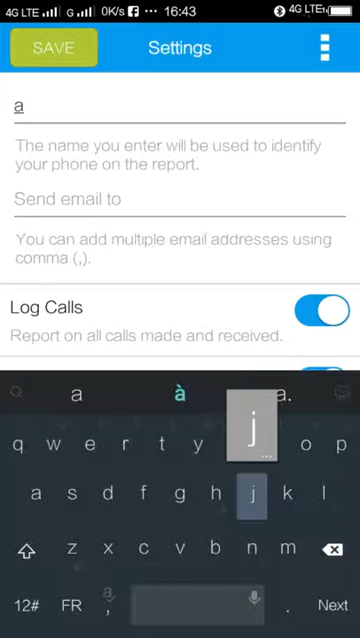 4G LTE G 0K/s ••• 16:43 4G LTE
SAVE Settings
a
The name you enter will be used to identify
your phone on the report.
Send email to
You can add multiple email addresses using
comma (,).
Log Calls
Report on all calls made and received.
a à a.
j
...
q w e r t y o p
a s d f g h j k l
z x c v b n m
12# FR a , . Next